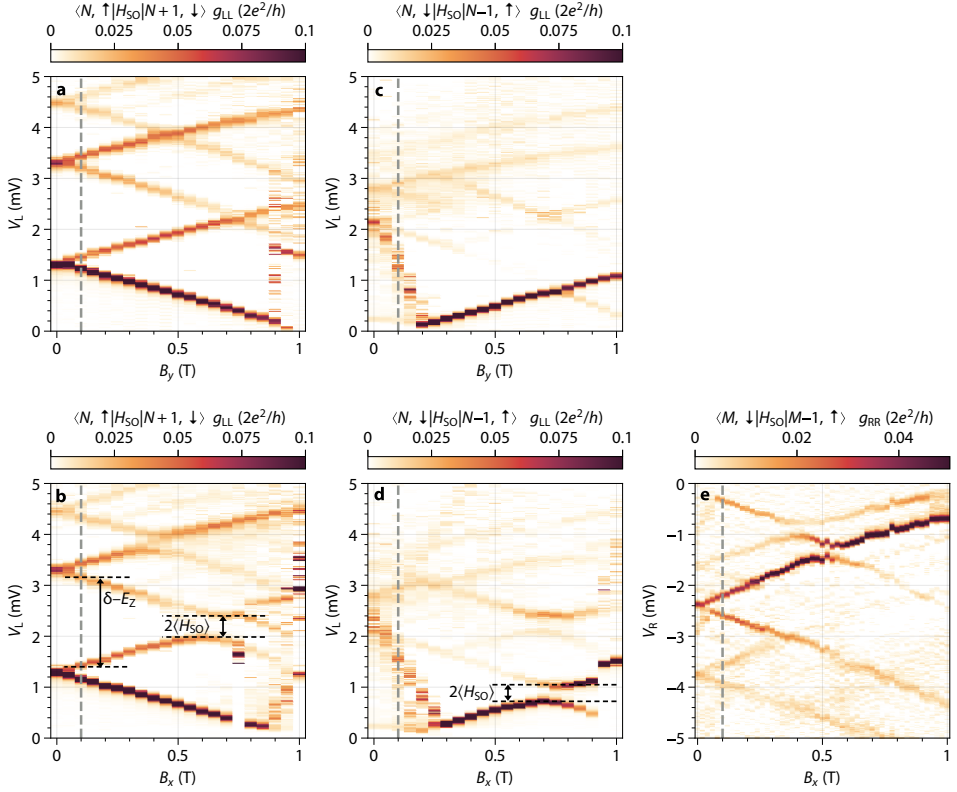 ⟨N, ↑|H_SO|N + 1, ↓⟩ g_LL (2e²/h)
0 0.025 0.05 0.075 0.1
a
5
4
3
2
1
0
V_L (mV)
0 0.5 1
B_y (T)
⟨N, ↓|H_SO|N−1, ↑⟩ g_LL (2e²/h)
0 0.025 0.05 0.075 0.1
c
5
4
3
2
1
0
V_L (mV)
0 0.5 1
B_y (T)
⟨N, ↑|H_SO|N + 1, ↓⟩ g_LL (2e²/h)
0 0.025 0.05 0.075 0.1
b
5
4
3
2
1
0
V_L (mV)
δ−E_Z
2⟨H_SO⟩
0 0.5 1
B_x (T)
⟨N, ↓|H_SO|N−1, ↑⟩ g_LL (2e²/h)
0 0.025 0.05 0.075 0.1
d
5
4
3
2
1
0
V_L (mV)
2⟨H_SO⟩
0 0.5 1
B_x (T)
⟨M, ↓|H_SO|M−1, ↑⟩ g_RR (2e²/h)
0 0.02 0.04
e
0
−1
−2
−3
−4
−5
V_R (mV)
0 0.5 1
B_x (T)